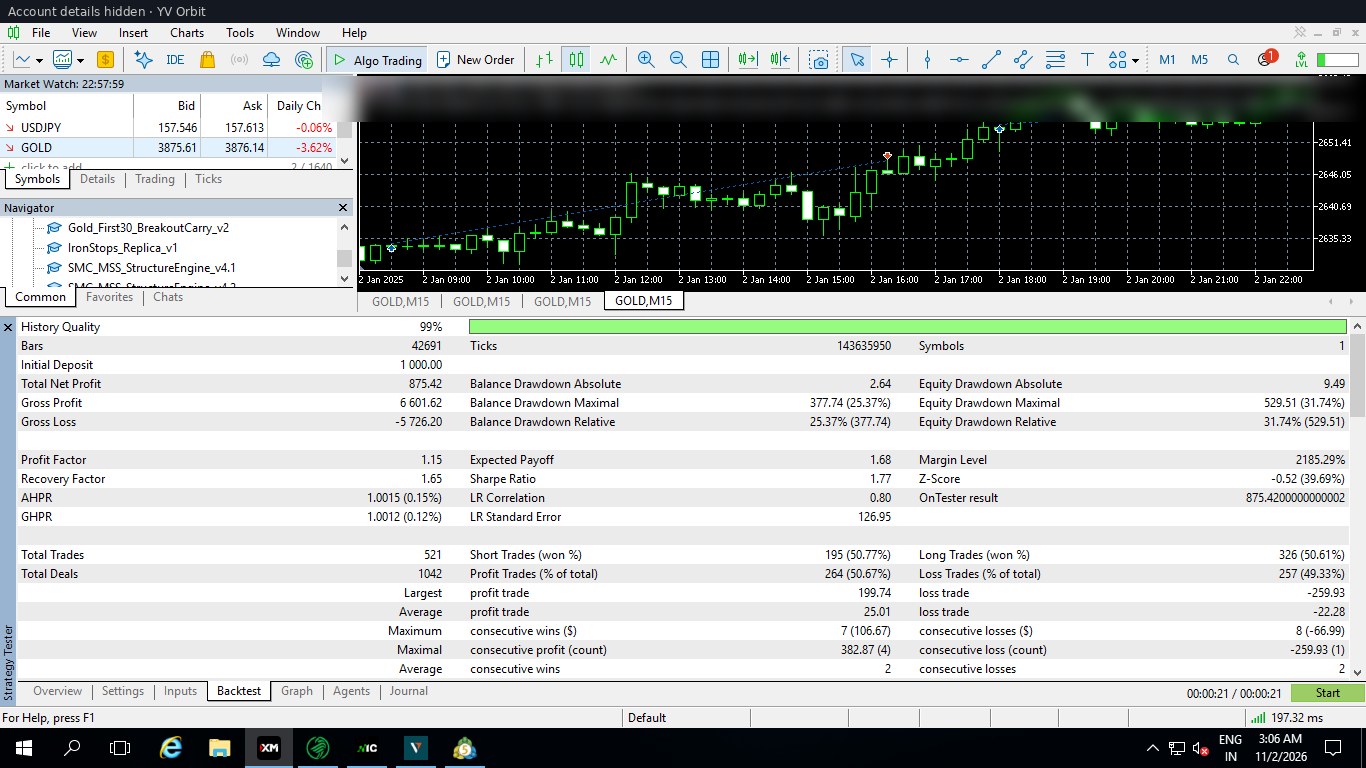 Account details hidden - YV Orbit
File View Insert Charts Tools Window Help
IDE Algo Trading New Order M1 M5 1 LVL
Market Watch: 22:57:59
Symbol Bid Ask Daily Ch
USDJPY 157.546 157.613 -0.06%
GOLD 3875.61 3876.14 -3.62%
click to add 2 / 1640
Symbols Details Trading Ticks
Navigator
Gold_First30_BreakoutCarry_v2
IronStops_Replica_v1
SMC_MSS_StructureEngine_v4.1
Common Favorites Chats
2651.41
2646.05
2640.69
2635.33
2 Jan 2025 2 Jan 09:00 2 Jan 10:00 2 Jan 11:00 2 Jan 12:00 2 Jan 13:00 2 Jan 14:00 2 Jan 15:00 2 Jan 16:00 2 Jan 17:00 2 Jan 18:00 2 Jan 19:00 2 Jan 20:00 2 Jan 21:00 2 Jan 22:00
GOLD,M15 GOLD,M15 GOLD,M15 GOLD,M15
History Quality 99%
Bars 42691 Ticks 143635950 Symbols 1
Initial Deposit 1 000.00
Total Net Profit 875.42 Balance Drawdown Absolute 2.64 Equity Drawdown Absolute 9.49
Gross Profit 6 601.62 Balance Drawdown Maximal 377.74 (25.37%) Equity Drawdown Maximal 529.51 (31.74%)
Gross Loss -5 726.20 Balance Drawdown Relative 25.37% (377.74) Equity Drawdown Relative 31.74% (529.51)
Profit Factor 1.15 Expected Payoff 1.68 Margin Level 2185.29%
Recovery Factor 1.65 Sharpe Ratio 1.77 Z-Score -0.52 (39.69%)
AHPR 1.0015 (0.15%) LR Correlation 0.80 OnTester result 875.4200000000002
GHPR 1.0012 (0.12%) LR Standard Error 126.95
Total Trades 521 Short Trades (won %) 195 (50.77%) Long Trades (won %) 326 (50.61%)
Total Deals 1042 Profit Trades (% of total) 264 (50.67%) Loss Trades (% of total) 257 (49.33%)
Largest profit trade 199.74 loss trade -259.93
Average profit trade 25.01 loss trade -22.28
Maximum consecutive wins ($) 7 (106.67) consecutive losses ($) 8 (-66.99)
Maximal consecutive profit (count) 382.87 (4) consecutive loss (count) -259.93 (1)
Average consecutive wins 2 consecutive losses 2
Strategy Tester
Overview Settings Inputs Backtest Graph Agents Journal 00:00:21 / 00:00:21 Start
For Help, press F1 Default 197.32 ms
XM NIC V 5 ENG 3:06 AM
IN 11/2/2026